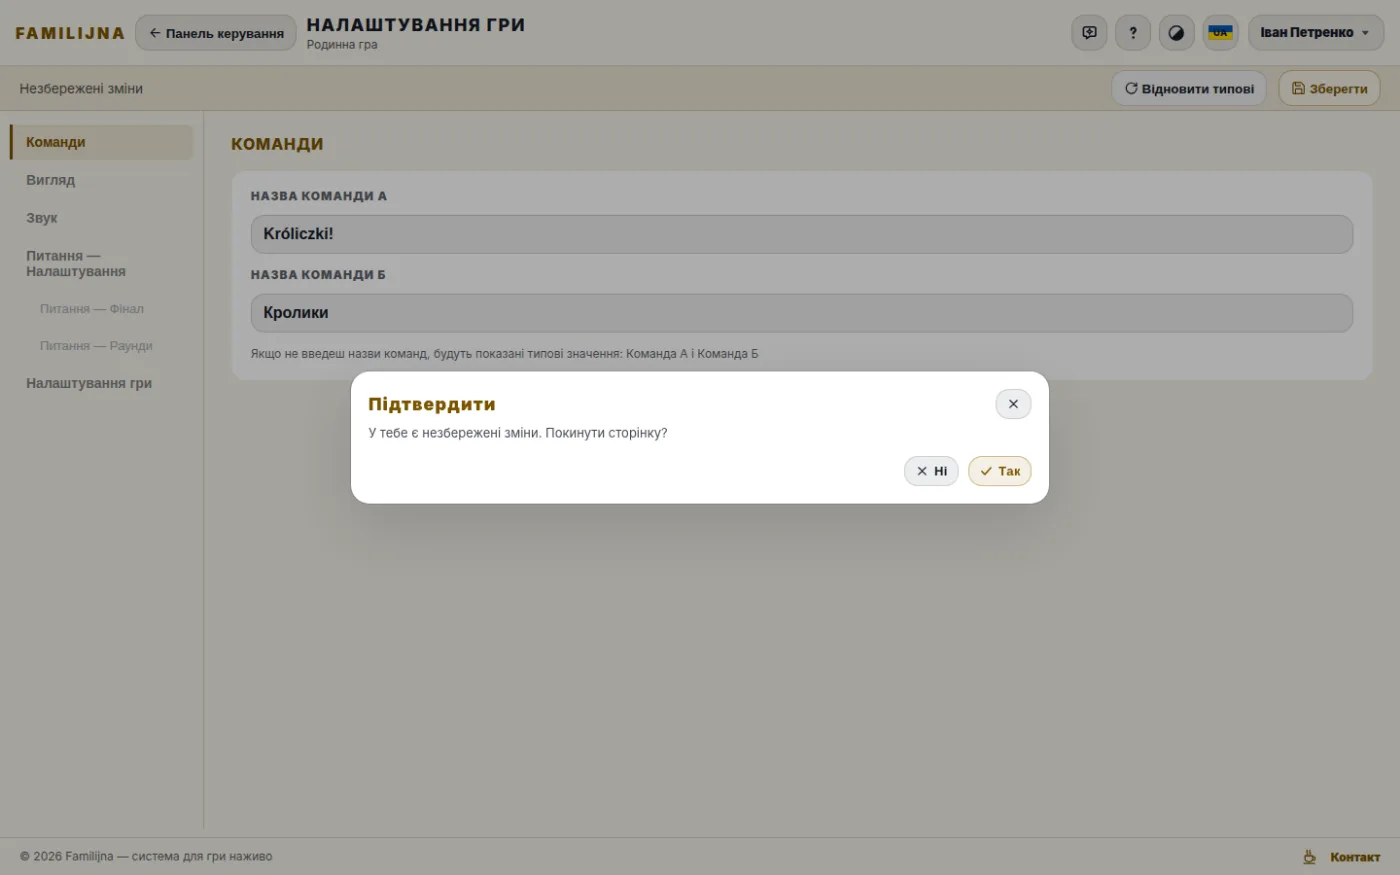 FAMILIJNA
← Панель керування
НАЛАШТУВАННЯ ГРИ
Родинна гра
?
UA
Іван Петренко
Незбережені зміни
Відновити типові
Зберегти
Команди
Вигляд
Звук
Питання —
Налаштування
Питання — Фінал
Питання — Раунди
Налаштування гри
КОМАНДИ
НАЗВА КОМАНДИ А
Króliczki!
НАЗВА КОМАНДИ Б
Кролики
Якщо не введеш назви команд, будуть показані типові значення: Команда А і Команда Б
Підтвердити
У тебе є незбережені зміни. Покинути сторінку?
Ні
Так
© 2026 Familijna — система для гри наживо
Контакт